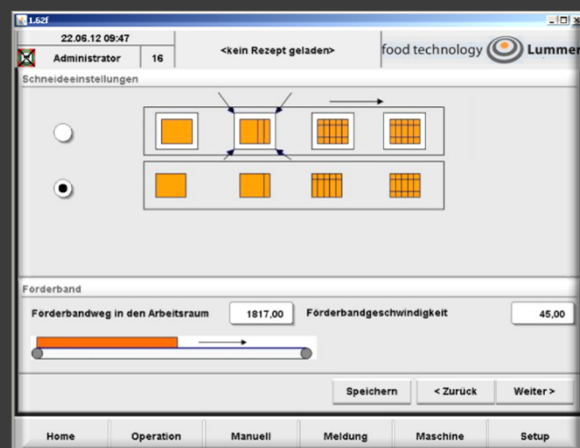 1.62f
22.06.12 09:47
Administrator 16
<kein Rezept geladen>
food technology Lummer
Schneideeinstellungen
Förderband
Förderbandweg in den Arbeitsraum 1817,00 Förderbandgeschwindigkeit 45,00
Speichern < Zurück Weiter >
Home Operation Manuell Meldung Maschine Setup